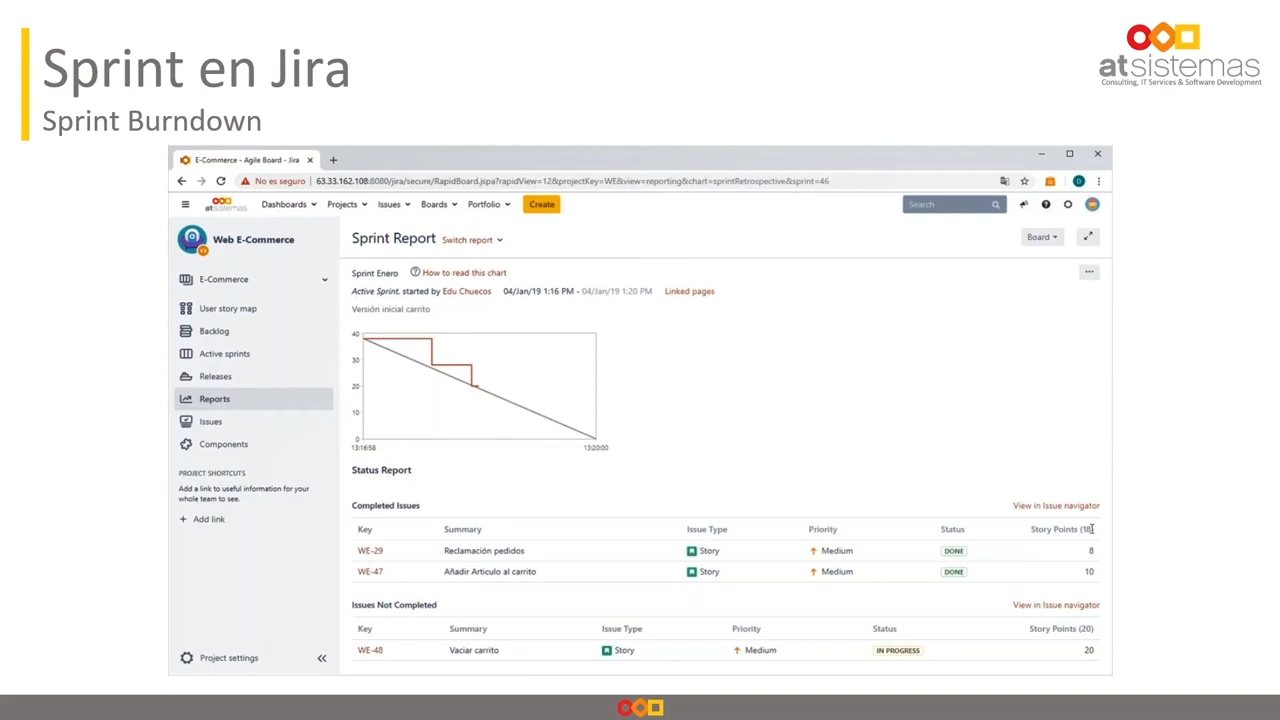 Sprint en Jira
Sprint Burndown
atsistemas
Consulting, IT Services & Software Development
E-Commerce - Agile Board - Jira
No es seguro 63.33.162.108:8080/jira/secure/RapidBoard.jspa?rapidView=12&projectKey=WE&view=reporting&chart=sprintRetrospective&sprint=46
atsistemas Dashboards Projects Issues Boards Portfolio Create Search
Web E-Commerce
E-Commerce
User story map
Backlog
Active sprints
Releases
Reports
Issues
Components
PROJECT SHORTCUTS
Add a link to useful information for your
whole team to see.
+ Add link
Project settings
Sprint Report Switch report Board
Sprint Enero How to read this chart
Active Sprint. started by Edu Chuecos 04/Jan/19 1:16 PM - 04/Jan/19 1:20 PM Linked pages
Versión inicial carrito
40
30
20
10
0
13:16:58 13:20:00
Status Report
Completed Issues View in Issue navigator
Key Summary Issue Type Priority Status Story Points (18)
WE-29 Reclamación pedidos Story Medium DONE 8
WE-47 Añadir Articulo al carrito Story Medium DONE 10
Issues Not Completed View in Issue navigator
Key Summary Issue Type Priority Status Story Points (20)
WE-48 Vaciar carrito Story Medium IN PROGRESS 20